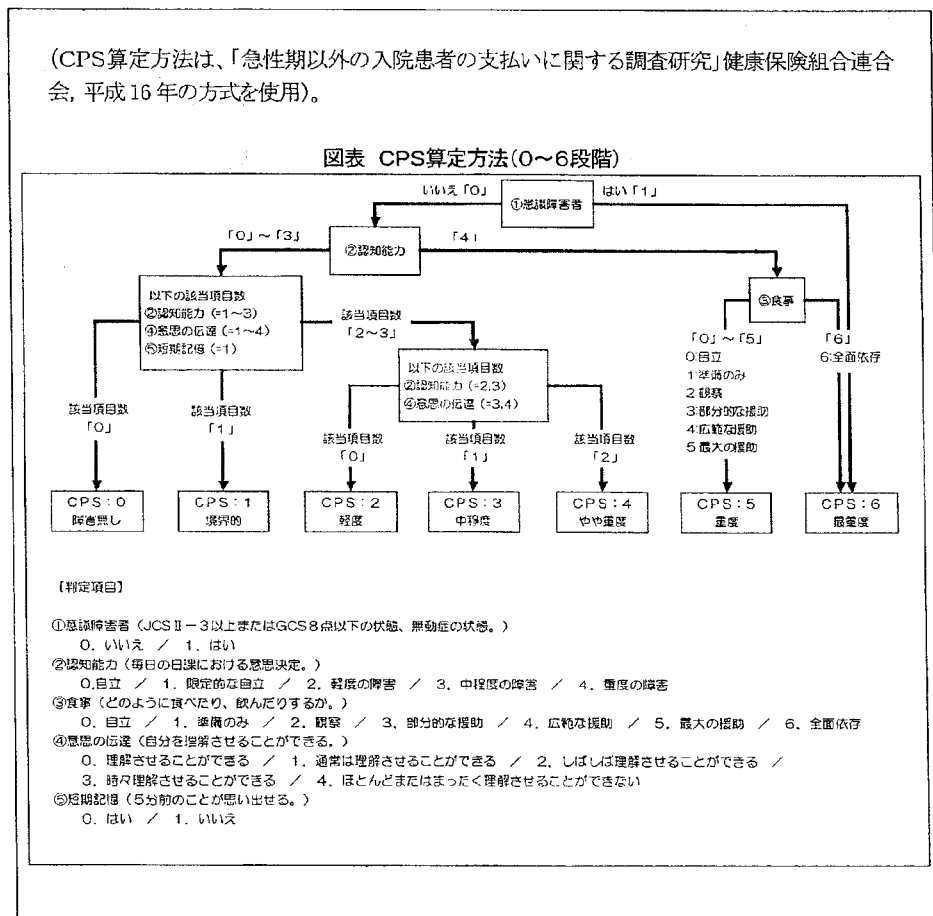 (CPS算定方法は、「急性期以外の入院患者の支払いに関する調査研究」健康保険組合連合
会, 平成16年の方式を使用)。
図表 CPS算定方法(0～6段階)
いいえ「0」
①意識障害者
はい「1」
「0」～「3」
②認知能力
「4」
以下の該当項目数
②認知能力 (=1～3)
④意思の伝達 (=1～4)
⑤短期記憶 (=1)
該当項目数
「2～3」
③食事
「0」～「5」
0:自立
1:準備のみ
2 観察
3:部分的な援助
4:広範な援助
5 最大の援助
「6」
6:全面依存
以下の該当項目数
②認知能力 (=2,3)
④意思の伝達 (=3,4)
該当項目数
「0」
該当項目数
「1」
該当項目数
「0」
該当項目数
「1」
該当項目数
「2」
CPS:0
障害無し
CPS:1
境界的
CPS:2
軽度
CPS:3
中程度
CPS:4
やや重度
CPS:5
重度
CPS:6
最重度
【判定項目】
①意識障害者 (JCSⅡ－3以上またはGCS8点以下の状態、無動症の状態。)
0. いいえ / 1. はい
②認知能力 (毎日の日課における意思決定。)
0.自立 / 1. 限定的な自立 / 2. 軽度の障害 / 3. 中程度の障害 / 4. 重度の障害
③食事 (どのように食べたり、飲んだりするか。)
0. 自立 / 1. 準備のみ / 2. 観察 / 3. 部分的な援助 / 4. 広範な援助 / 5. 最大の援助 / 6. 全面依存
④意思の伝達 (自分を理解させることができる。)
0. 理解させることができる / 1. 通常は理解させることができる / 2. しばしば理解させることができる /
3. 時々理解させることができる / 4. ほとんどまたはまったく理解させることができない
⑤短期記憶 (5分前のことが思い出せる。)
0. はい / 1. いいえ